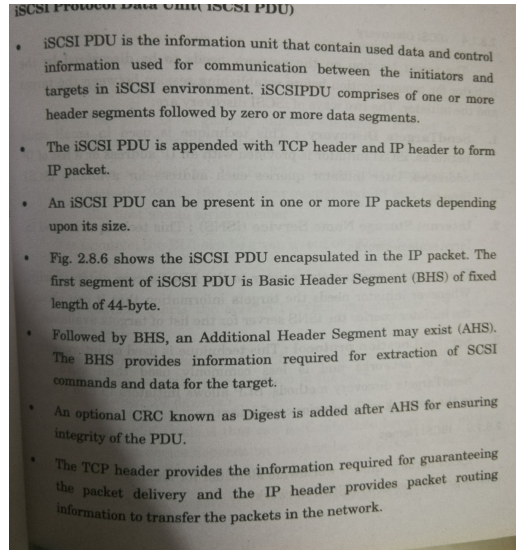 iSCSI Protocol Data Unit( iSCSI PDU)
• iSCSI PDU is the information unit that contain used data and control
information used for communication between the initiators and
targets in iSCSI environment. iSCSIPDU comprises of one or more
header segments followed by zero or more data segments.
• The iSCSI PDU is appended with TCP header and IP header to form
IP packet.
• An iSCSI PDU can be present in one or more IP packets depending
upon its size.
• Fig. 2.8.6 shows the iSCSI PDU encapsulated in the IP packet. The
first segment of iSCSI PDU is Basic Header Segment (BHS) of fixed
length of 44-byte.
• Followed by BHS, an Additional Header Segment may exist (AHS).
The BHS provides information required for extraction of SCSI
commands and data for the target.
• An optional CRC known as Digest is added after AHS for ensuring
integrity of the PDU.
• The TCP header provides the information required for guaranteeing
the packet delivery and the IP header provides packet routing
information to transfer the packets in the network.